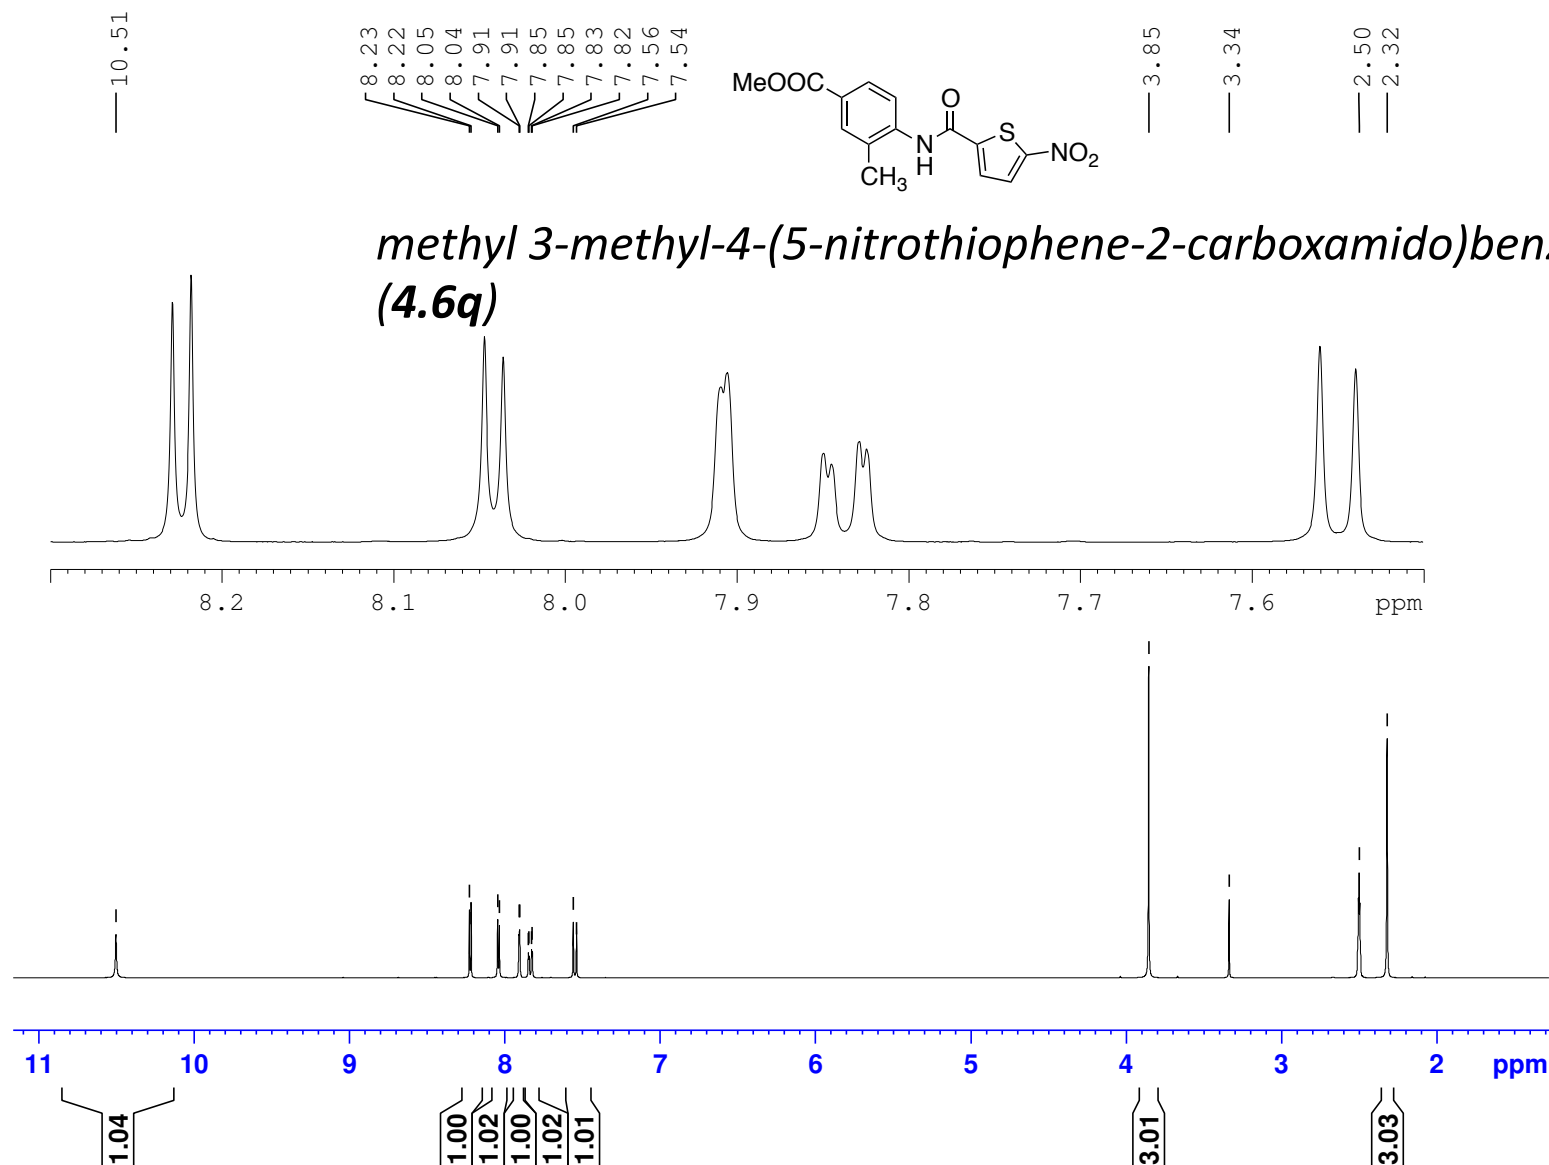 10.51
8.23
8.22
8.05
8.04
7.91
7.91
7.85
7.85
7.83
7.82
7.56
7.54
3.85
3.34
2.50
2.32
MeOOC
O
S
NO2
N
H
CH3
methyl 3-methyl-4-(5-nitrothiophene-2-carboxamido)ben
(4.6q)
8.2 8.1 8.0 7.9 7.8 7.7 7.6 ppm
11 10 9 8 7 6 5 4 3 2 ppm
1.04
1.00
1.02
1.00
1.02
1.01
3.01
3.03